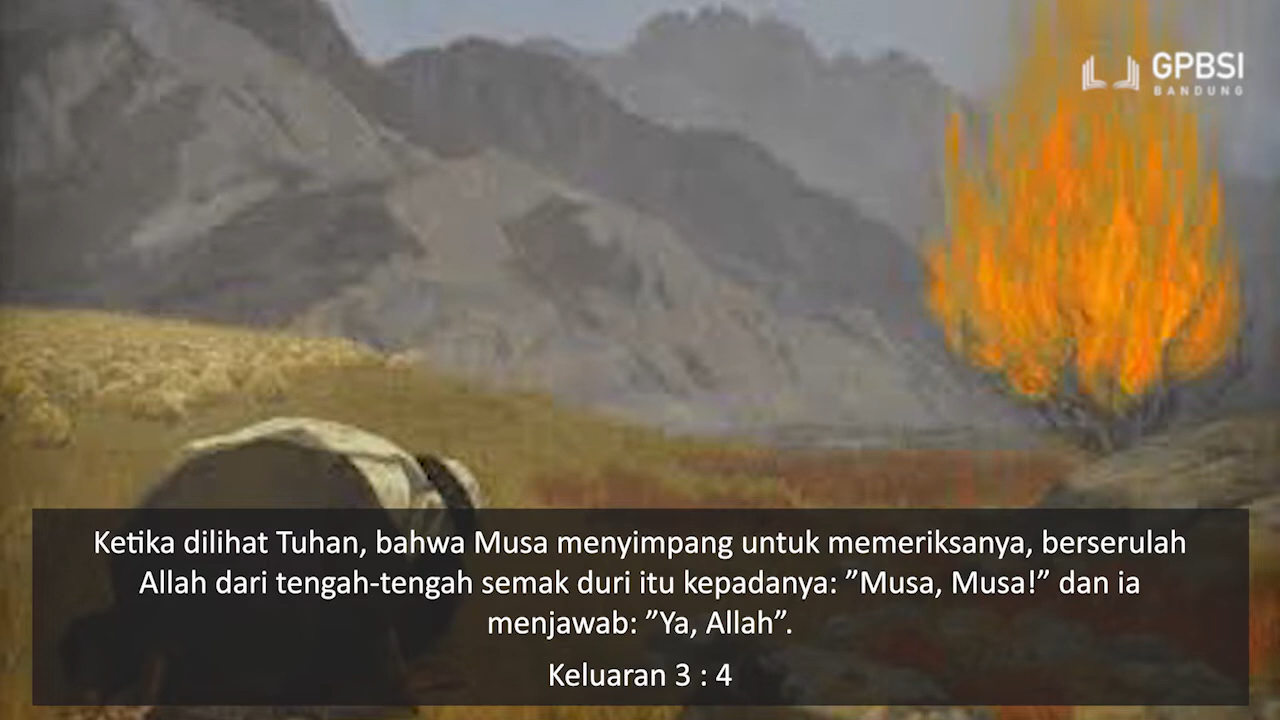 GPBSI
BANDUNG
Ketika dilihat Tuhan, bahwa Musa menyimpang untuk memeriksanya, berserulah
Allah dari tengah-tengah semak duri itu kepadanya: ”Musa, Musa!” dan ia
menjawab: ”Ya, Allah”.
Keluaran 3 : 4